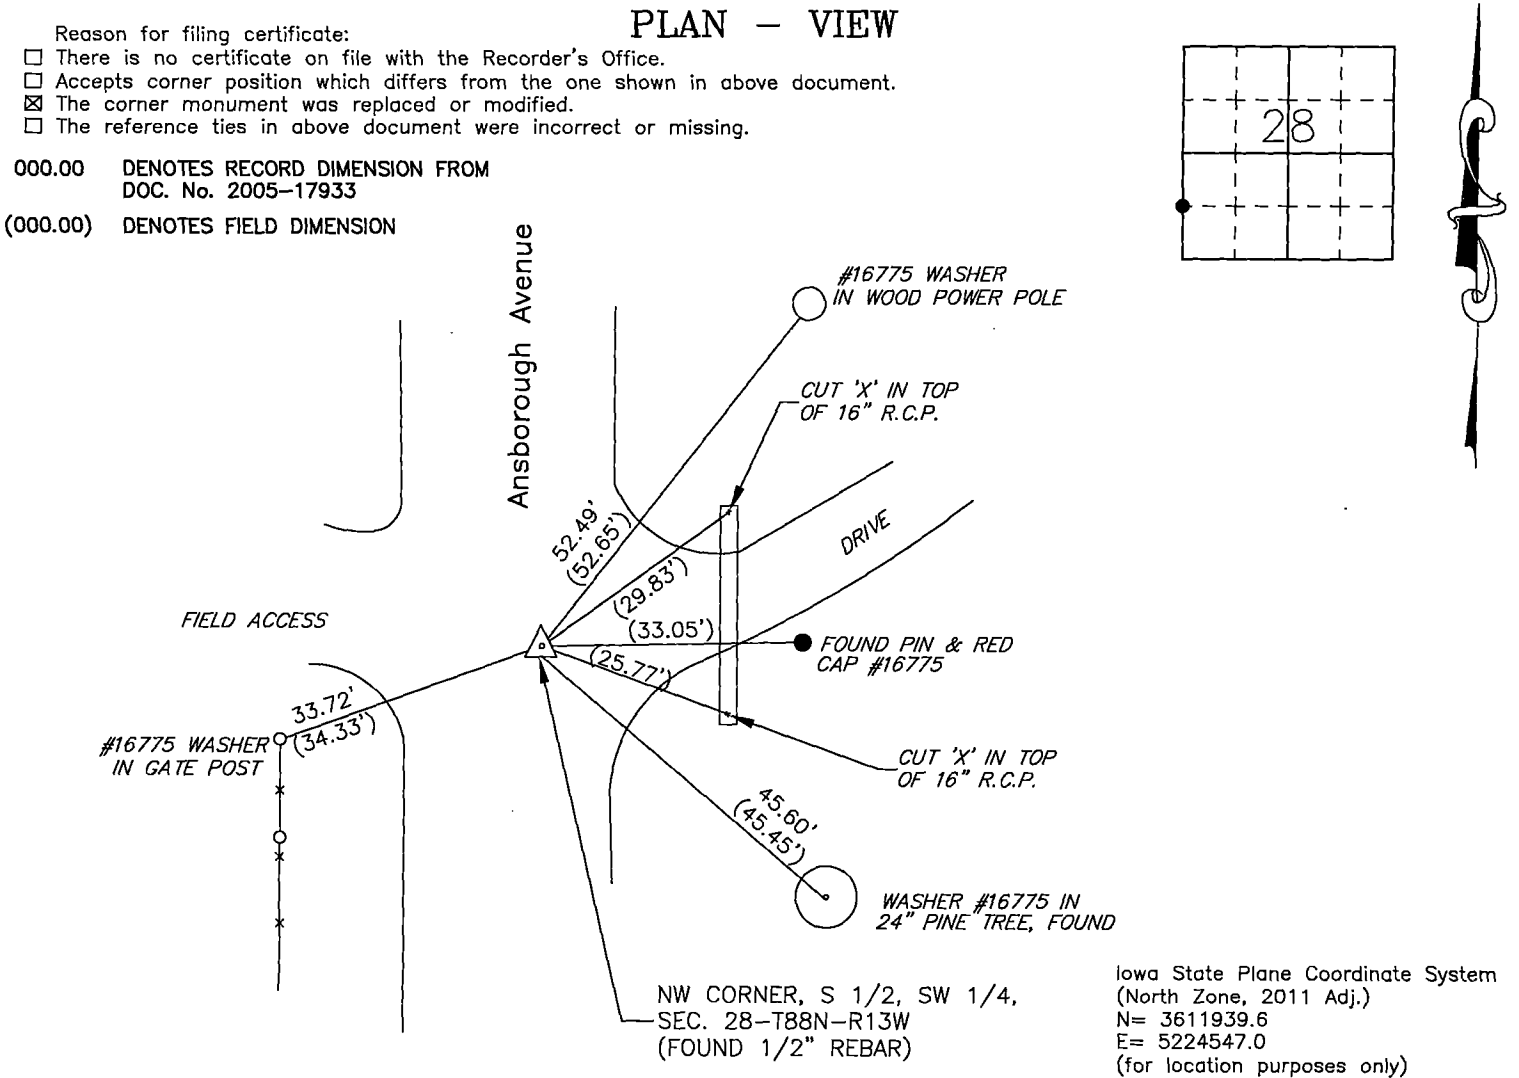 PLAN – VIEW
Reason for filing certificate:
☐ There is no certificate on file with the Recorder's Office.
☐ Accepts corner position which differs from the one shown in above document.
☒ The corner monument was replaced or modified.
☐ The reference ties in above document were incorrect or missing.
000.00 DENOTES RECORD DIMENSION FROM
DOC. No. 2005–17933
(000.00) DENOTES FIELD DIMENSION
28
Ansborough Avenue
#16775 WASHER
IN WOOD POWER POLE
CUT 'X' IN TOP
OF 16" R.C.P.
52.49'
(52.65')
DRIVE
(29.83')
FIELD ACCESS
(33.05')
FOUND PIN & RED
CAP #16775
(25.77')
33.72'
(34.33')
#16775 WASHER
IN GATE POST
CUT 'X' IN TOP
OF 16" R.C.P.
45.60'
(45.45')
WASHER #16775 IN
24" PINE TREE, FOUND
NW CORNER, S 1/2, SW 1/4,
SEC. 28–T88N–R13W
(FOUND 1/2" REBAR)
Iowa State Plane Coordinate System
(North Zone, 2011 Adj.)
N= 3611939.6
E= 5224547.0
(for location purposes only)